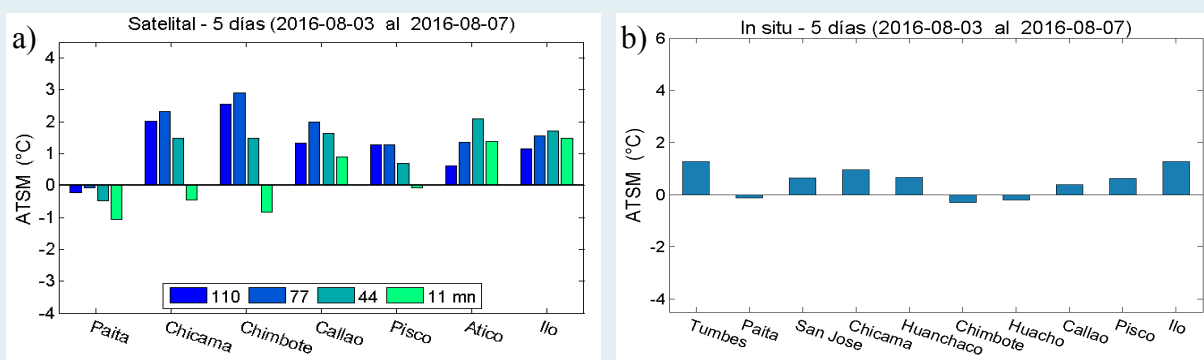 a)
Satelital - 5 días (2016-08-03 al 2016-08-07)
ATSM (°C)
4
3
2
1
0
-1
-2
-3
-4
110 77 44 11 mn
Paita Chicama Chimbote Callao Pisco Atico Ilo
b)
In situ - 5 días (2016-08-03 al 2016-08-07)
ATSM (°C)
6
4
2
0
-2
-4
Tumbes Paita San Jose Chicama Huanchaco Chimbote Huacho Callao Pisco Ilo